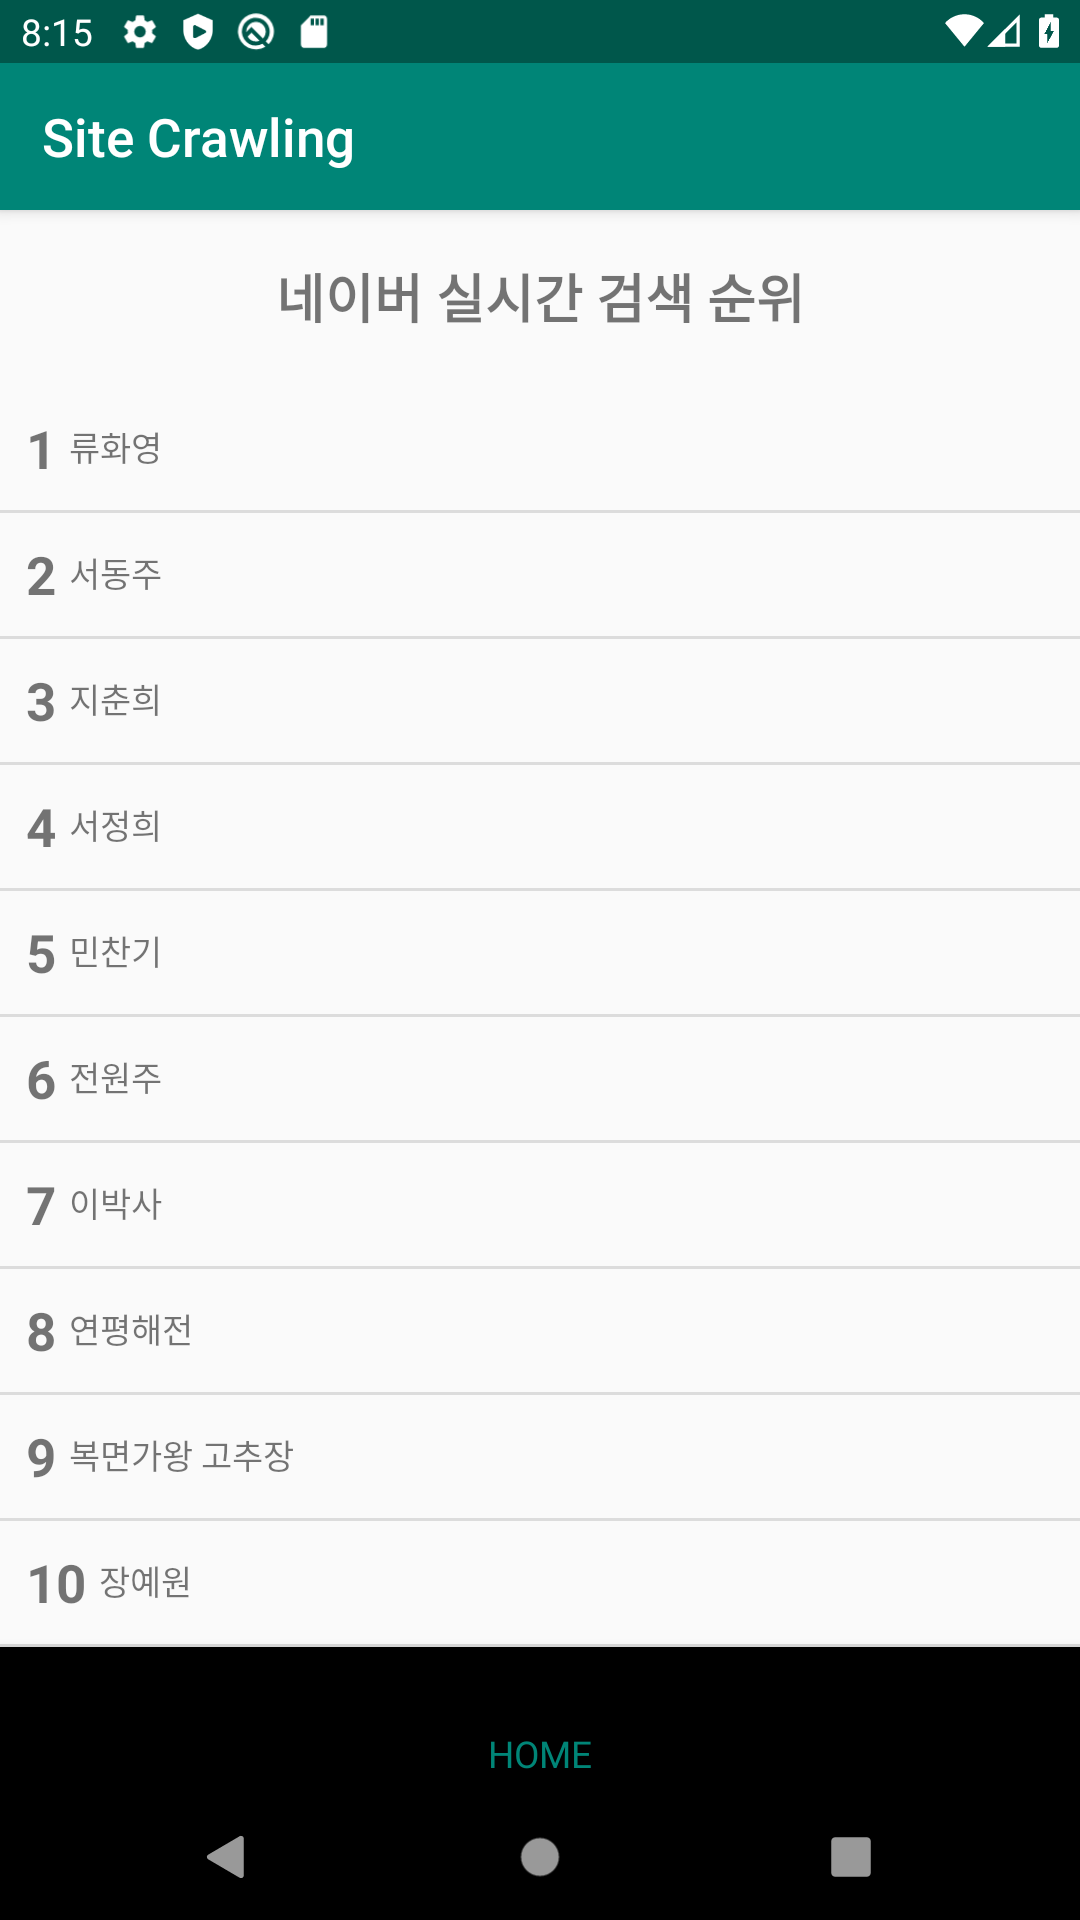 8:15
Site Crawling
네이버 실시간 검색 순위
1 류화영
2 서동주
3 지춘희
4 서정희
5 민찬기
6 전원주
7 이박사
8 연평해전
9 복면가왕 고추장
10 장예원
HOME